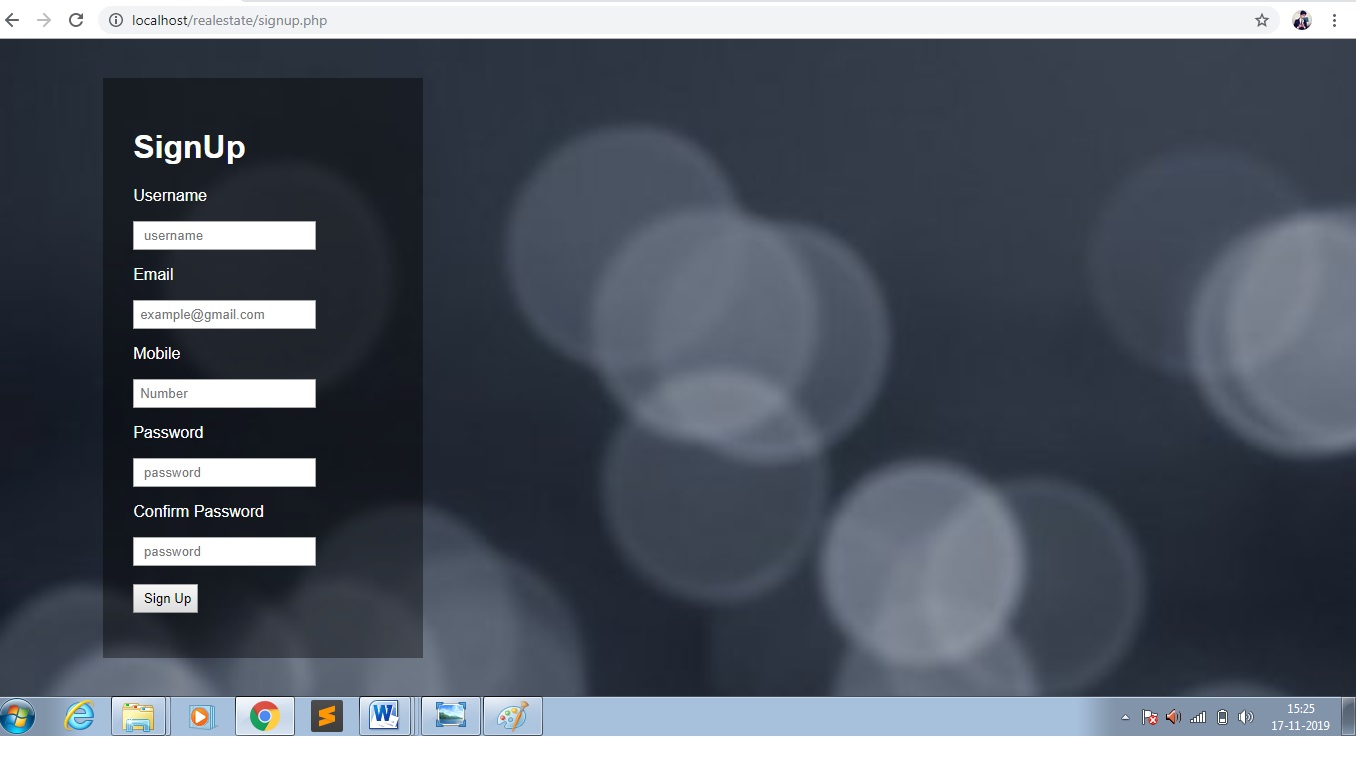 localhost/realestate/signup.php
SignUp
Username
username
Email
example@gmail.com
Mobile
Number
Password
password
Confirm Password
password
Sign Up
15:25
17-11-2019